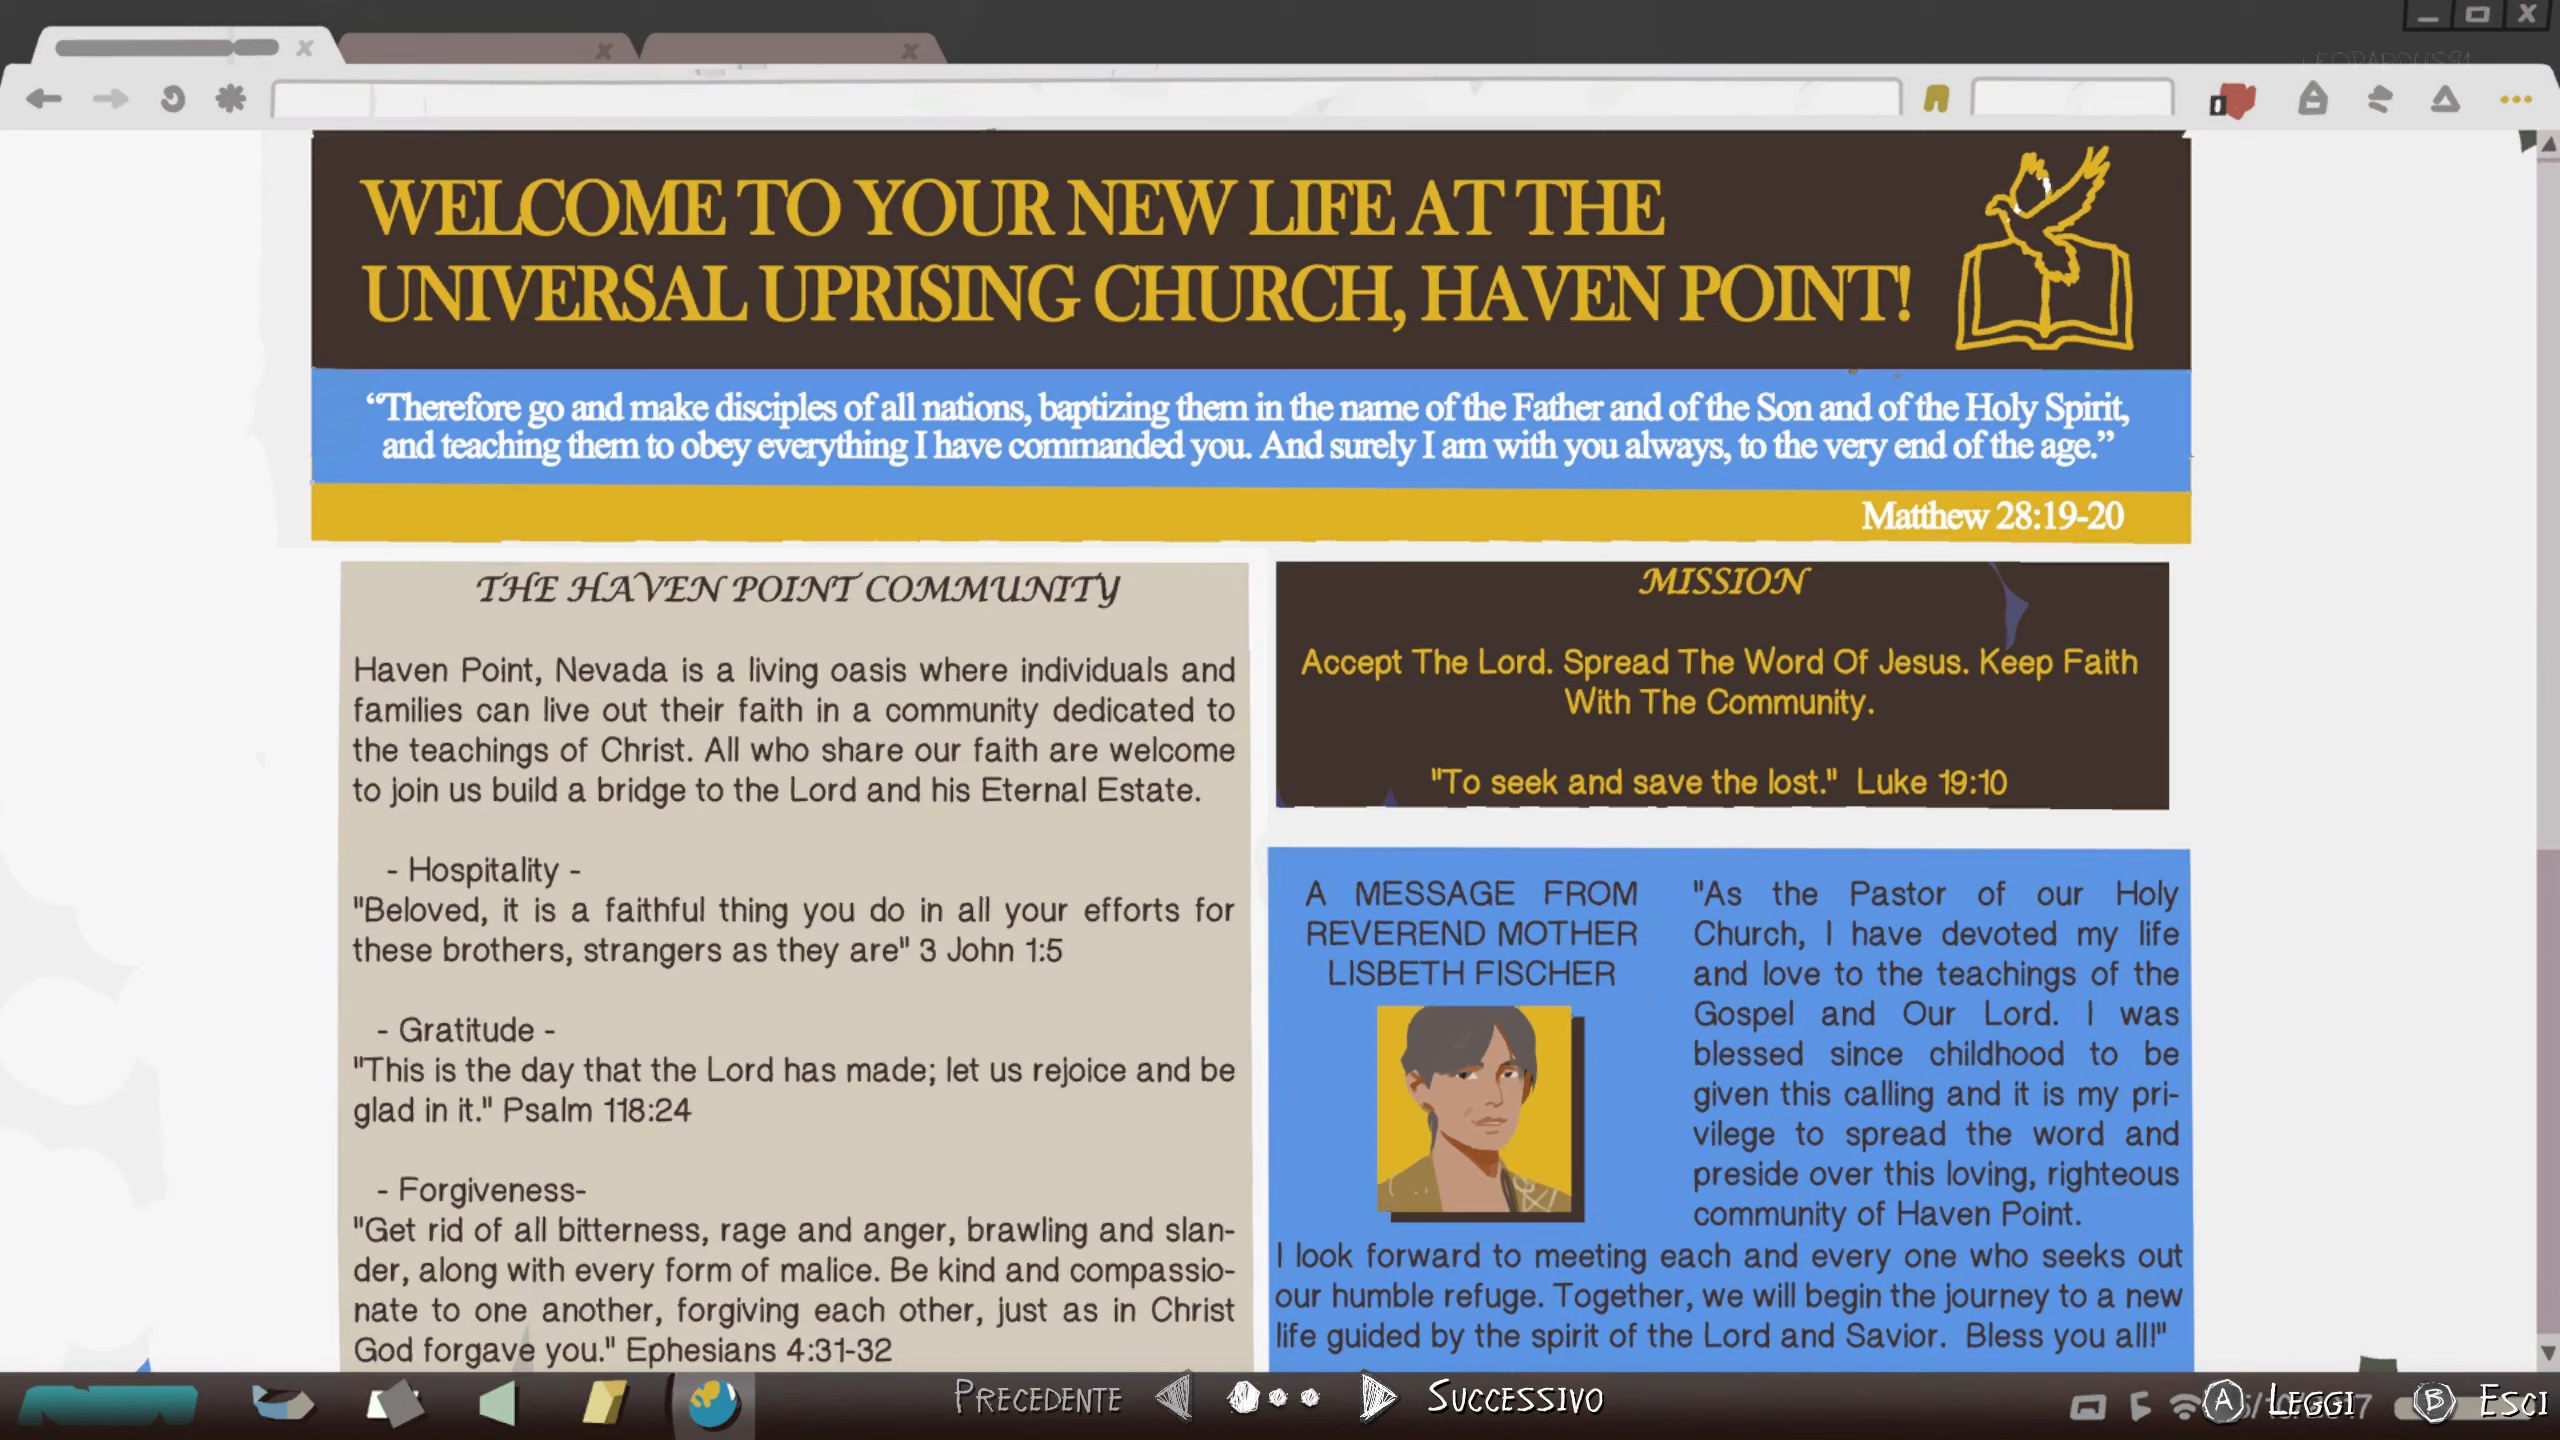 WELCOME TO YOUR NEW LIFE AT THE
UNIVERSAL UPRISING CHURCH, HAVEN POINT!
“Therefore go and make disciples of all nations, baptizing them in the name of the Father and of the Son and of the Holy Spirit,
and teaching them to obey everything I have commanded you. And surely I am with you always, to the very end of the age.”
Matthew 28:19-20
THE HAVEN POINT COMMUNITY
Haven Point, Nevada is a living oasis where individuals and
families can live out their faith in a community dedicated to
the teachings of Christ. All who share our faith are welcome
to join us build a bridge to the Lord and his Eternal Estate.
- Hospitality -
"Beloved, it is a faithful thing you do in all your efforts for
these brothers, strangers as they are" 3 John 1:5
- Gratitude -
"This is the day that the Lord has made; let us rejoice and be
glad in it." Psalm 118:24
- Forgiveness-
"Get rid of all bitterness, rage and anger, brawling and slan-
der, along with every form of malice. Be kind and compassio-
nate to one another, forgiving each other, just as in Christ
God forgave you." Ephesians 4:31-32
MISSION
Accept The Lord. Spread The Word Of Jesus. Keep Faith
With The Community.
"To seek and save the lost." Luke 19:10
A MESSAGE FROM
REVEREND MOTHER
LISBETH FISCHER
"As the Pastor of our Holy
Church, I have devoted my life
and love to the teachings of the
Gospel and Our Lord. I was
blessed since childhood to be
given this calling and it is my pri-
vilege to spread the word and
preside over this loving, righteous
community of Haven Point.
I look forward to meeting each and every one who seeks out
our humble refuge. Together, we will begin the journey to a new
life guided by the spirit of the Lord and Savior. Bless you all!"
PRECEDENTE
SUCCESSIVO
A LEGGI
B ESCI